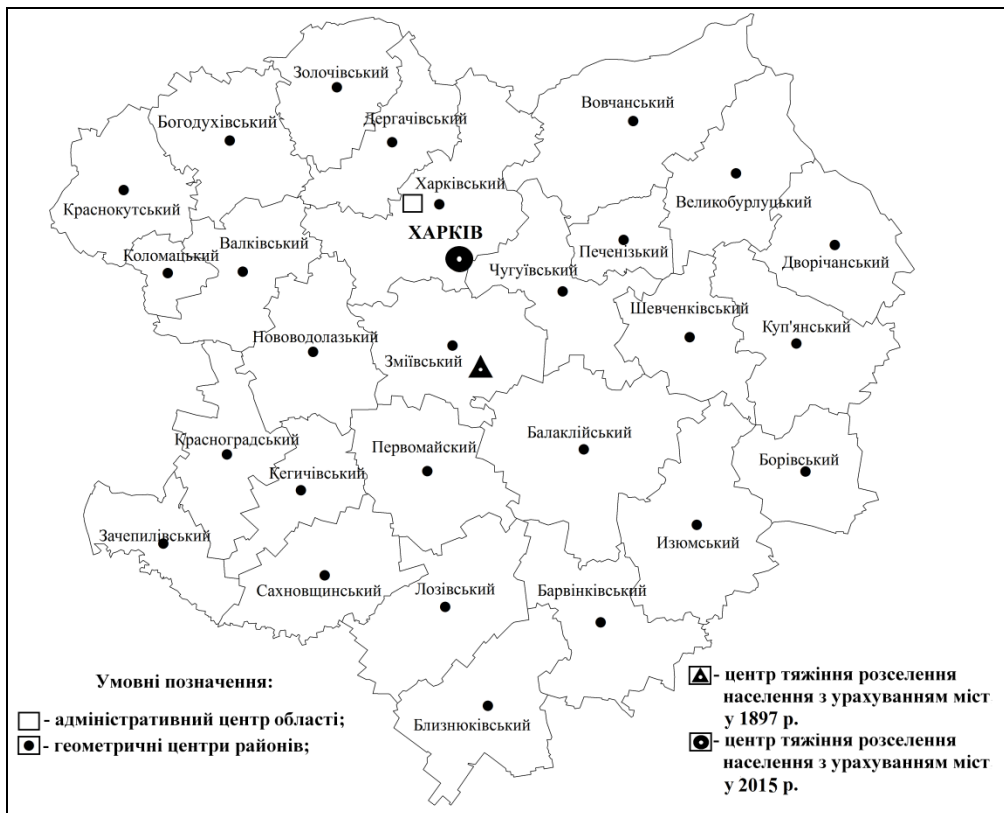 Золочівський
Вовчанський
Богодухівський
Дергачівський
Харківський
Великобурлуцький
Краснокутський
ХАРКІВ
Валківський
Коломацький
Печенізький
Дворічанський
Чугуївський
Шевченківський
Куп'янський
Нововодолазький
Зміївський
Красноградський
Первомайский
Балаклійський
Борівський
Кегичівський
Зачепилівський
Изюмський
Сахновщинський
Лозівський
Барвінківський
Близнюківський
Умовні позначення:
- адміністративний центр області;
- геометричні центри районів;
- центр тяжіння розселення
населення з урахуванням міст
у 1897 р.
- центр тяжіння розселення
населення з урахуванням міст
у 2015 р.